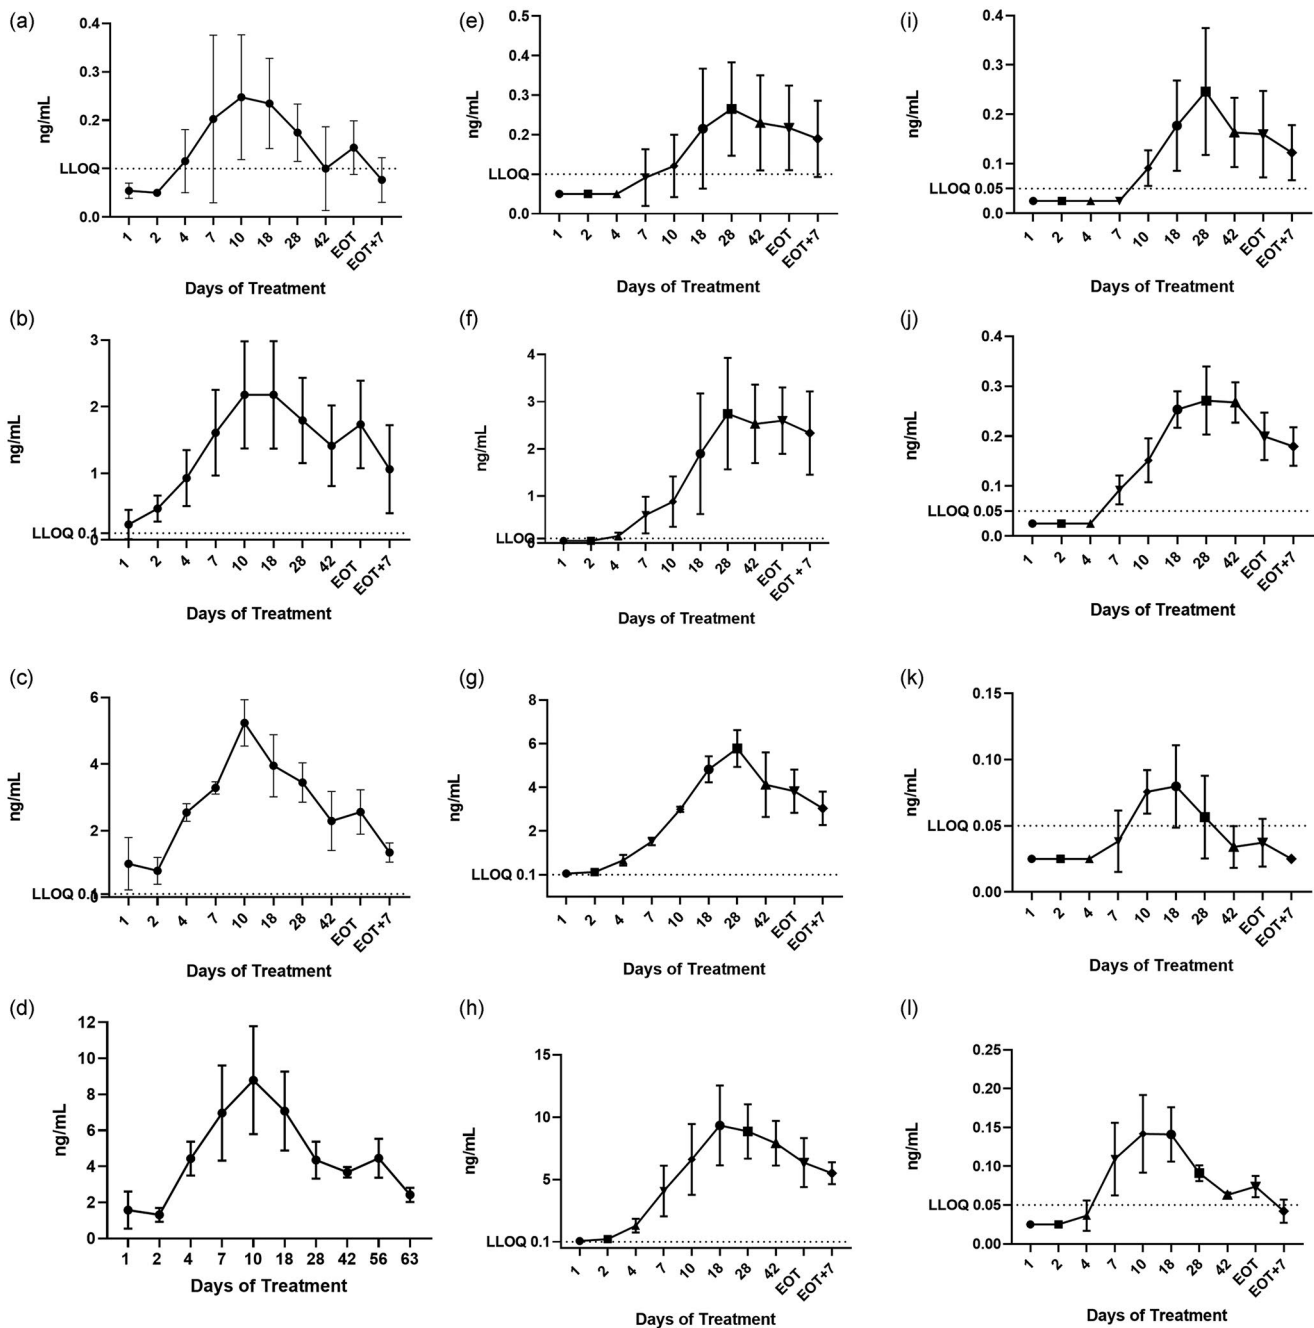 (a)
0.4
0.3
0.2
LLOQ
0.0
ng/mL
1 2 4 7 10 18 28 42 EOT EOT+7
Days of Treatment
(e)
0.5
0.4
0.3
0.2
LLOQ
0.0
ng/mL
1 2 4 7 10 18 28 42 EOT EOT+7
Days of Treatment
(i)
0.4
0.3
0.2
0.1
LLOQ 0.05
0.0
ng/mL
1 2 4 7 10 18 28 42 EOT EOT+7
Days of Treatment
(b)
3
2
1
LLOQ 0.1
0
ng/mL
1 2 4 7 10 18 28 42 EOT EOT+7
Days of Treatment
(f)
4
3
2
1
LLOQ
0
ng/mL
1 2 4 7 10 18 28 42 EOT EOT + 7
Days of Treatment
(j)
0.4
0.3
0.2
0.1
LLOQ 0.05
0.0
ng/mL
1 2 4 7 10 18 28 42 EOT EOT+7
Days of Treatment
(c)
6
4
2
LLOQ 0.1
0
ng/mL
1 2 4 7 10 18 28 42 EOT EOT+7
Days of Treatment
(g)
8
6
4
2
LLOQ 0.1
ng/mL
1 2 4 7 10 18 28 42 EOT EOT+7
Days of Treatment
(k)
0.15
0.10
LLOQ 0.05
0.00
ng/mL
1 2 4 7 10 18 28 42 EOT EOT+7
Days of Treatment
(d)
12
10
8
6
4
2
0
ng/mL
1 2 4 7 10 18 28 42 56 63
Days of Treatment
(h)
15
10
5
LLOQ 0.1
ng/mL
1 2 4 7 10 18 28 42 EOT EOT+7
Days of Treatment
(l)
0.25
0.20
0.15
0.10
LLOQ 0.05
0.00
ng/mL
1 2 4 7 10 18 28 42 EOT EOT+7
Days of Treatment